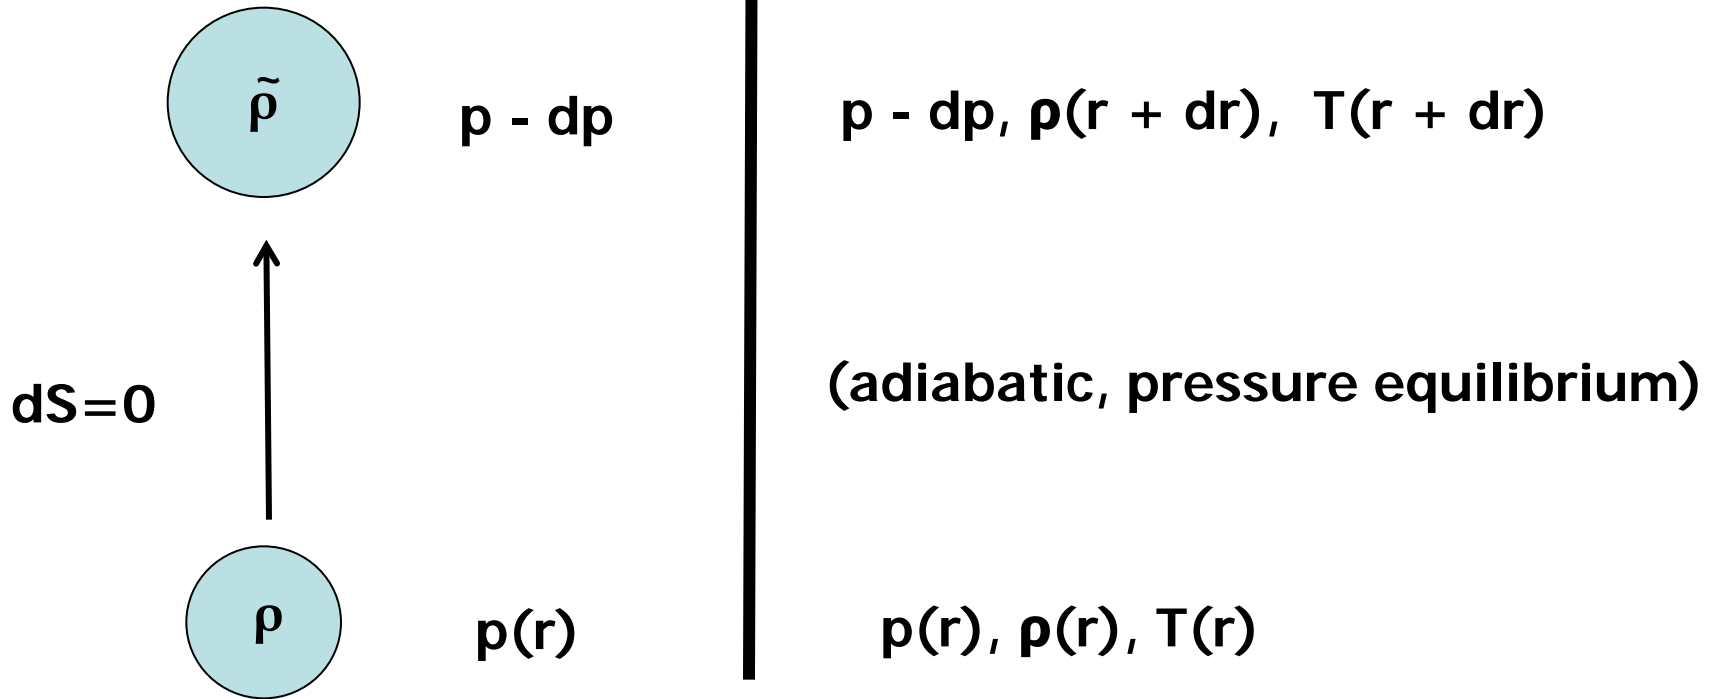 ρ̃ p - dp p - dp, ρ(r + dr), T(r + dr)
dS=0 (adiabatic, pressure equilibrium)
ρ p(r) p(r), ρ(r), T(r)